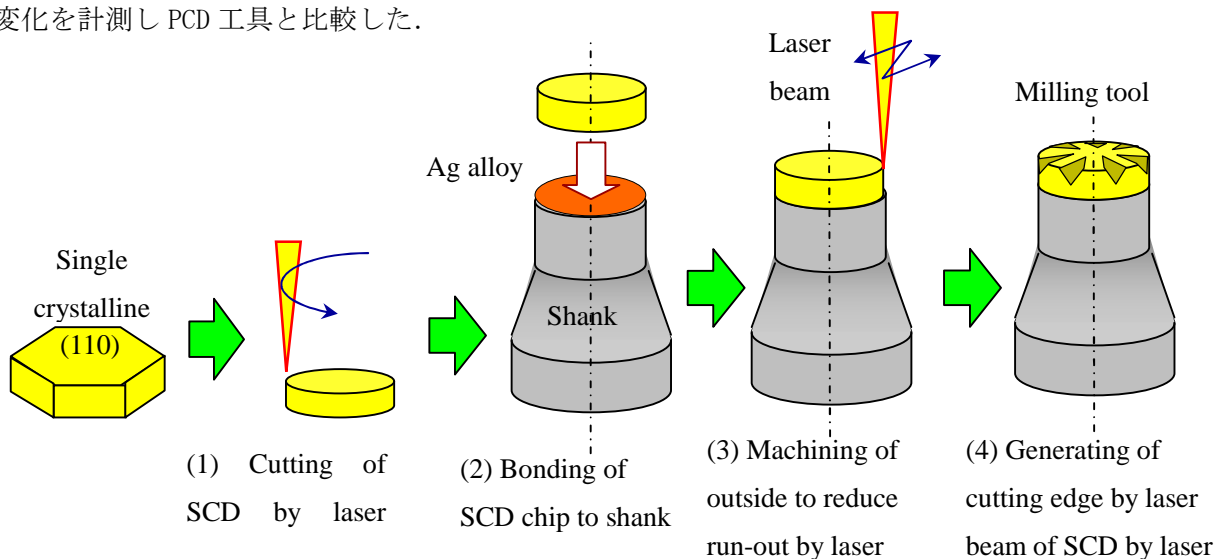 変化を計測し PCD 工具と比較した.
Laser
beam
Milling tool
Ag alloy
Single
crystalline
(110)
Shank
(1) Cutting of
SCD by laser
(2) Bonding of
SCD chip to shank
(3) Machining of
outside to reduce
run-out by laser
(4) Generating of
cutting edge by laser
beam of SCD by laser